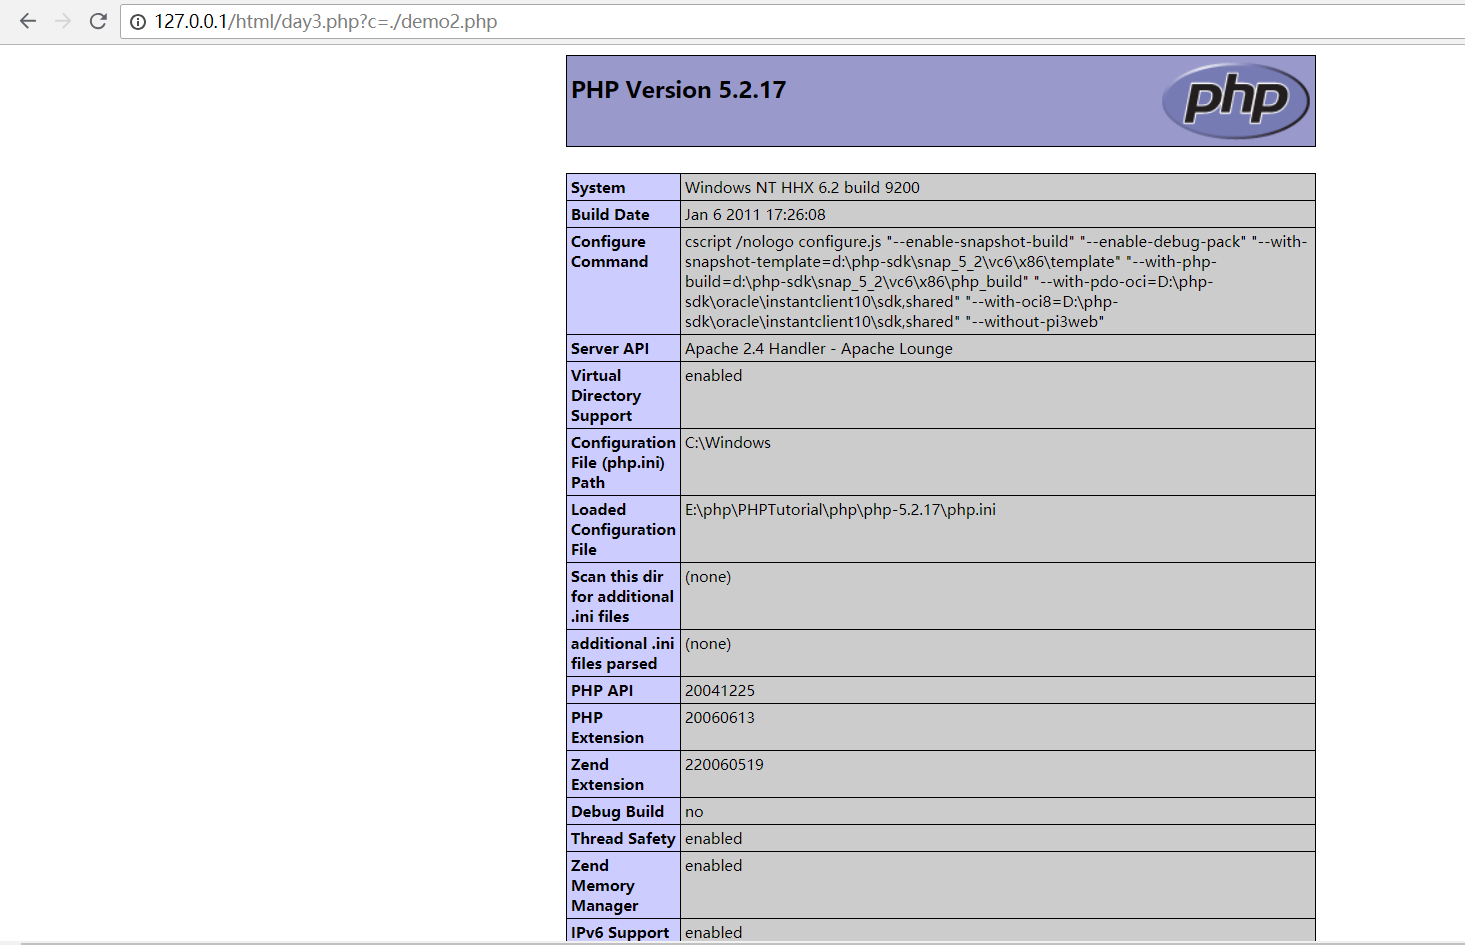 127.0.0.1/html/day3.php?c=./demo2.php
PHP Version 5.2.17
php
System
Windows NT HHX 6.2 build 9200
Build Date
Jan 6 2011 17:26:08
Configure
Command
cscript /nologo configure.js "--enable-snapshot-build" "--enable-debug-pack" "--with-
snapshot-template=d:\php-sdk\snap_5_2\vc6\x86\template" "--with-php-
build=d:\php-sdk\snap_5_2\vc6\x86\php_build" "--with-pdo-oci=D:\php-
sdk\oracle\instantclient10\sdk,shared" "--with-oci8=D:\php-
sdk\oracle\instantclient10\sdk,shared" "--without-pi3web"
Server API
Apache 2.4 Handler - Apache Lounge
Virtual
Directory
Support
enabled
Configuration
File (php.ini)
Path
C:\Windows
Loaded
Configuration
File
E:\php\PHPTutorial\php\php-5.2.17\php.ini
Scan this dir
for additional
.ini files
(none)
additional .ini
files parsed
(none)
PHP API
20041225
PHP
Extension
20060613
Zend
Extension
220060519
Debug Build
no
Thread Safety
enabled
Zend
Memory
Manager
enabled
IPv6 Support
enabled